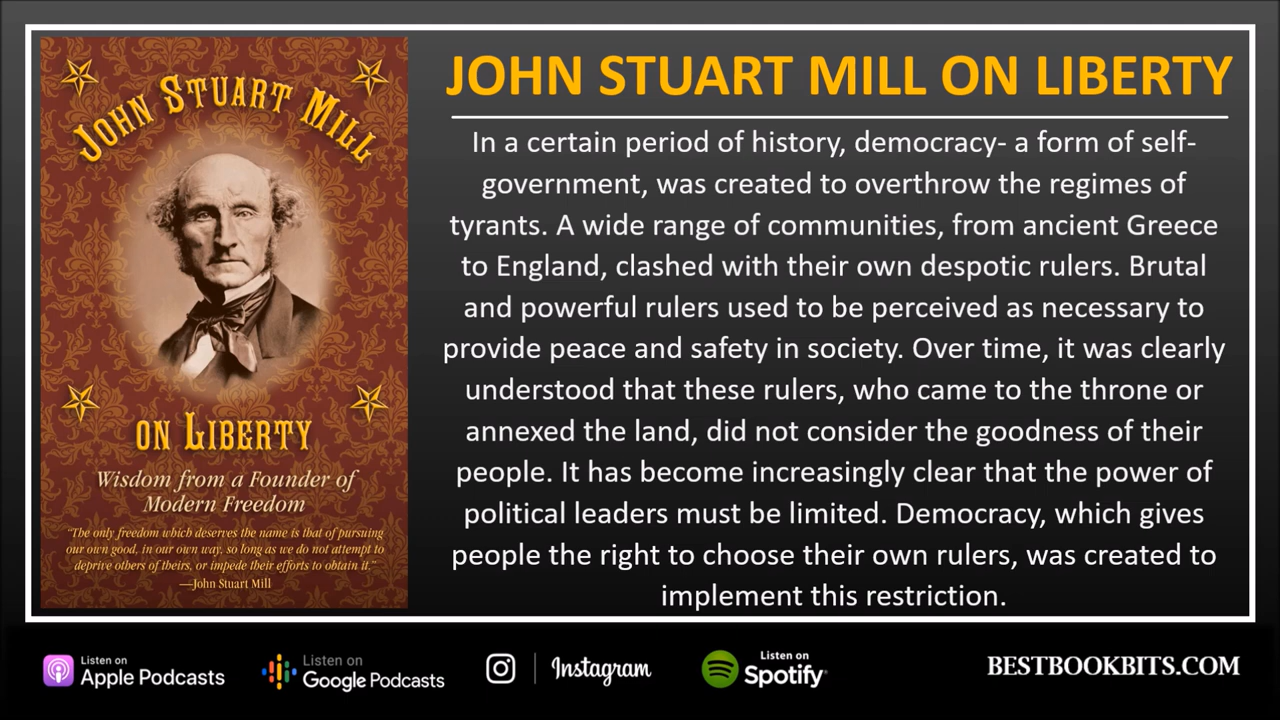 JOHN STUART MILL
ON LIBERTY
Wisdom from a Founder of
Modern Freedom
"The only freedom which deserves the name is that of pursuing
our own good, in our own way, so long as we do not attempt to
deprive others of theirs, or impede their efforts to obtain it."
—John Stuart Mill
JOHN STUART MILL ON LIBERTY
In a certain period of history, democracy- a form of self-
government, was created to overthrow the regimes of
tyrants. A wide range of communities, from ancient Greece
to England, clashed with their own despotic rulers. Brutal
and powerful rulers used to be perceived as necessary to
provide peace and safety in society. Over time, it was clearly
understood that these rulers, who came to the throne or
annexed the land, did not consider the goodness of their
people. It has become increasingly clear that the power of
political leaders must be limited. Democracy, which gives
people the right to choose their own rulers, was created to
implement this restriction.
Listen on
Apple Podcasts
Listen on
Google Podcasts
Instagram
Listen on
Spotify
BESTBOOKBITS.COM